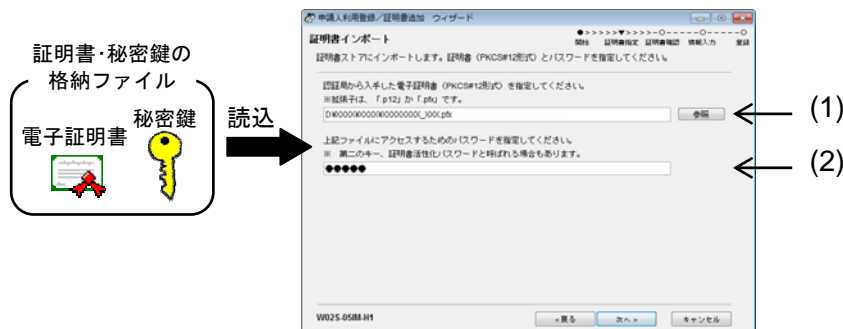 申請人利用登録／証明書追加 ウィザード
証明書インポート
●>>>>>▼>>>>-○-----○-----○
開始 証明書指定 証明書確認 情報入力 登録
証明書ストアにインポートします。証明書（PKCS#12形式）とパスワードを指定してください。
証明書･秘密鍵の
格納ファイル
電子証明書
秘密鍵
読込
認証局から入手した電子証明書（PKCS#12形式）を指定してください。
※拡張子は、「.p12」か「.pfx」です。
参照
(1)
上記ファイルにアクセスするためのパスワードを指定してください。
※ 第二のキー、証明書活性化パスワードと呼ばれる場合もあります。
●●●●●
(2)
W02S-05IM-H1
<戻る 次へ> キャンセル